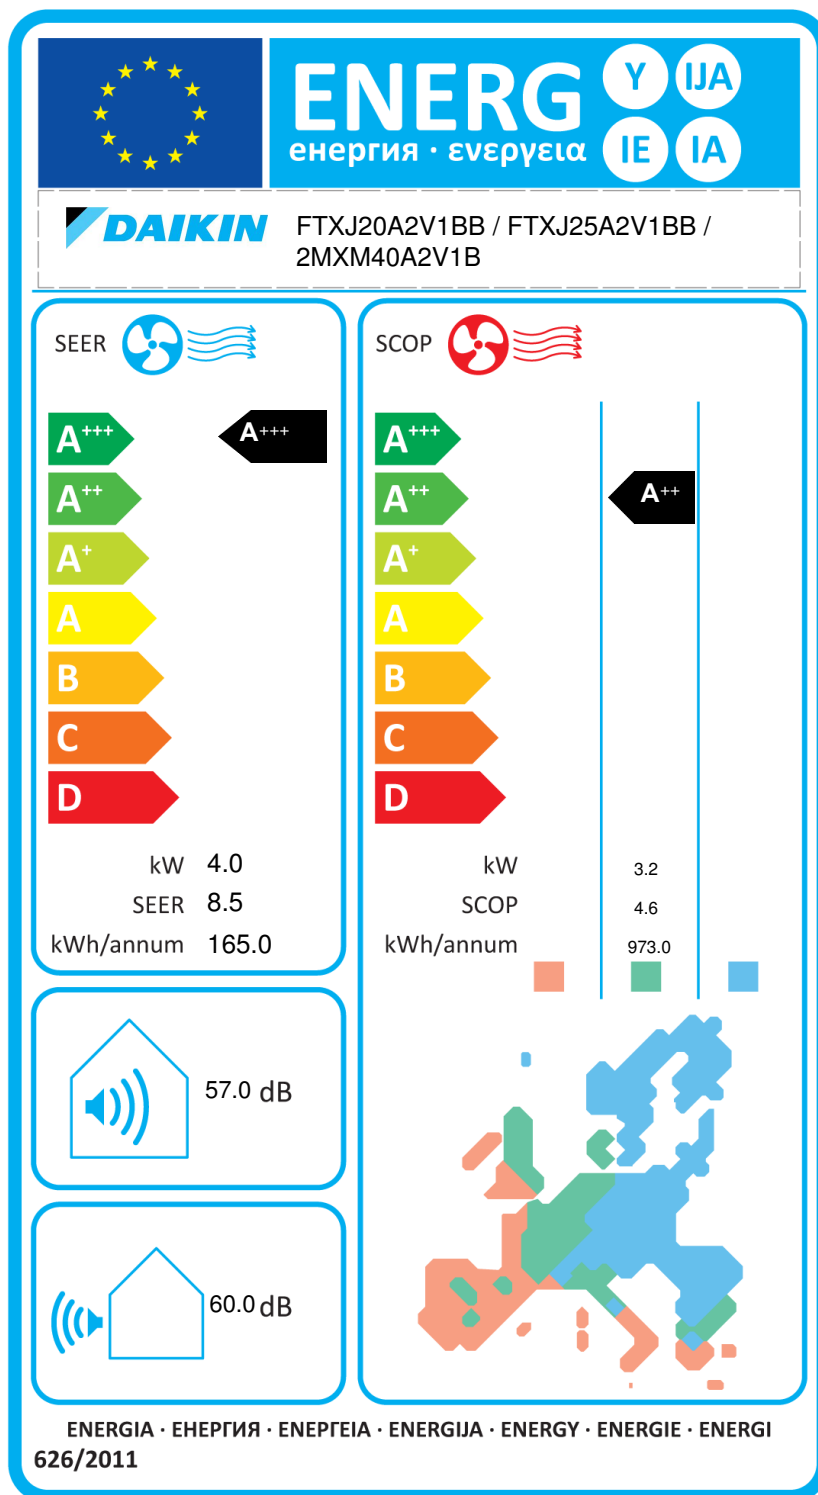 ENERG
енергия · ενεργεια
Y IJA
IE IA
DAIKIN
FTXJ20A2V1BB / FTXJ25A2V1BB /
2MXM40A2V1B
SEER
A+++
A+++
A++
A+
A
B
C
D
kW 4.0
SEER 8.5
kWh/annum 165.0
SCOP
A+++
A++
A++
A+
A
B
C
D
kW 3.2
SCOP 4.6
kWh/annum 973.0
57.0 dB
60.0 dB
ENERGIA · ЕНЕРГИЯ · ΕΝΕΡΓΕΙΑ · ENERGIJA · ENERGY · ENERGIE · ENERGI
626/2011